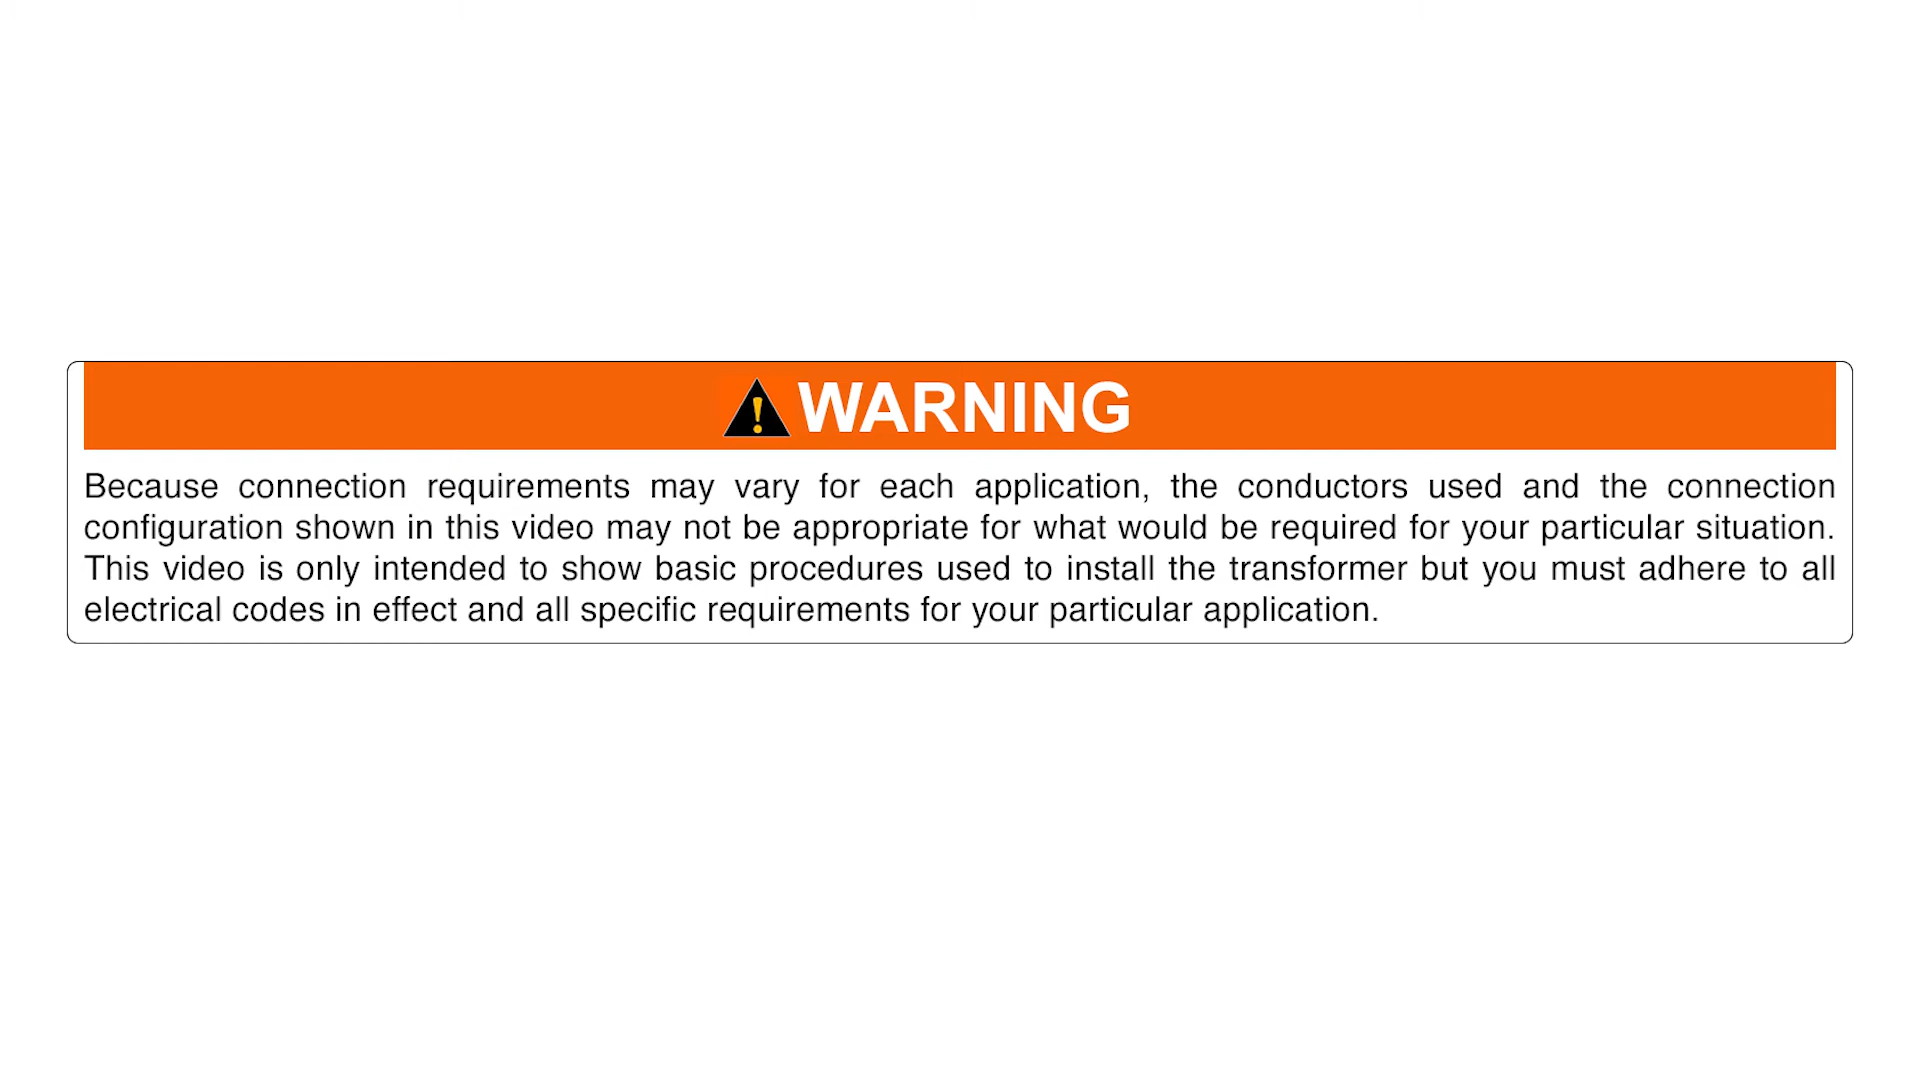 WARNING
Because connection requirements may vary for each application, the conductors used and the connection
configuration shown in this video may not be appropriate for what would be required for your particular situation.
This video is only intended to show basic procedures used to install the transformer but you must adhere to all
electrical codes in effect and all specific requirements for your particular application.